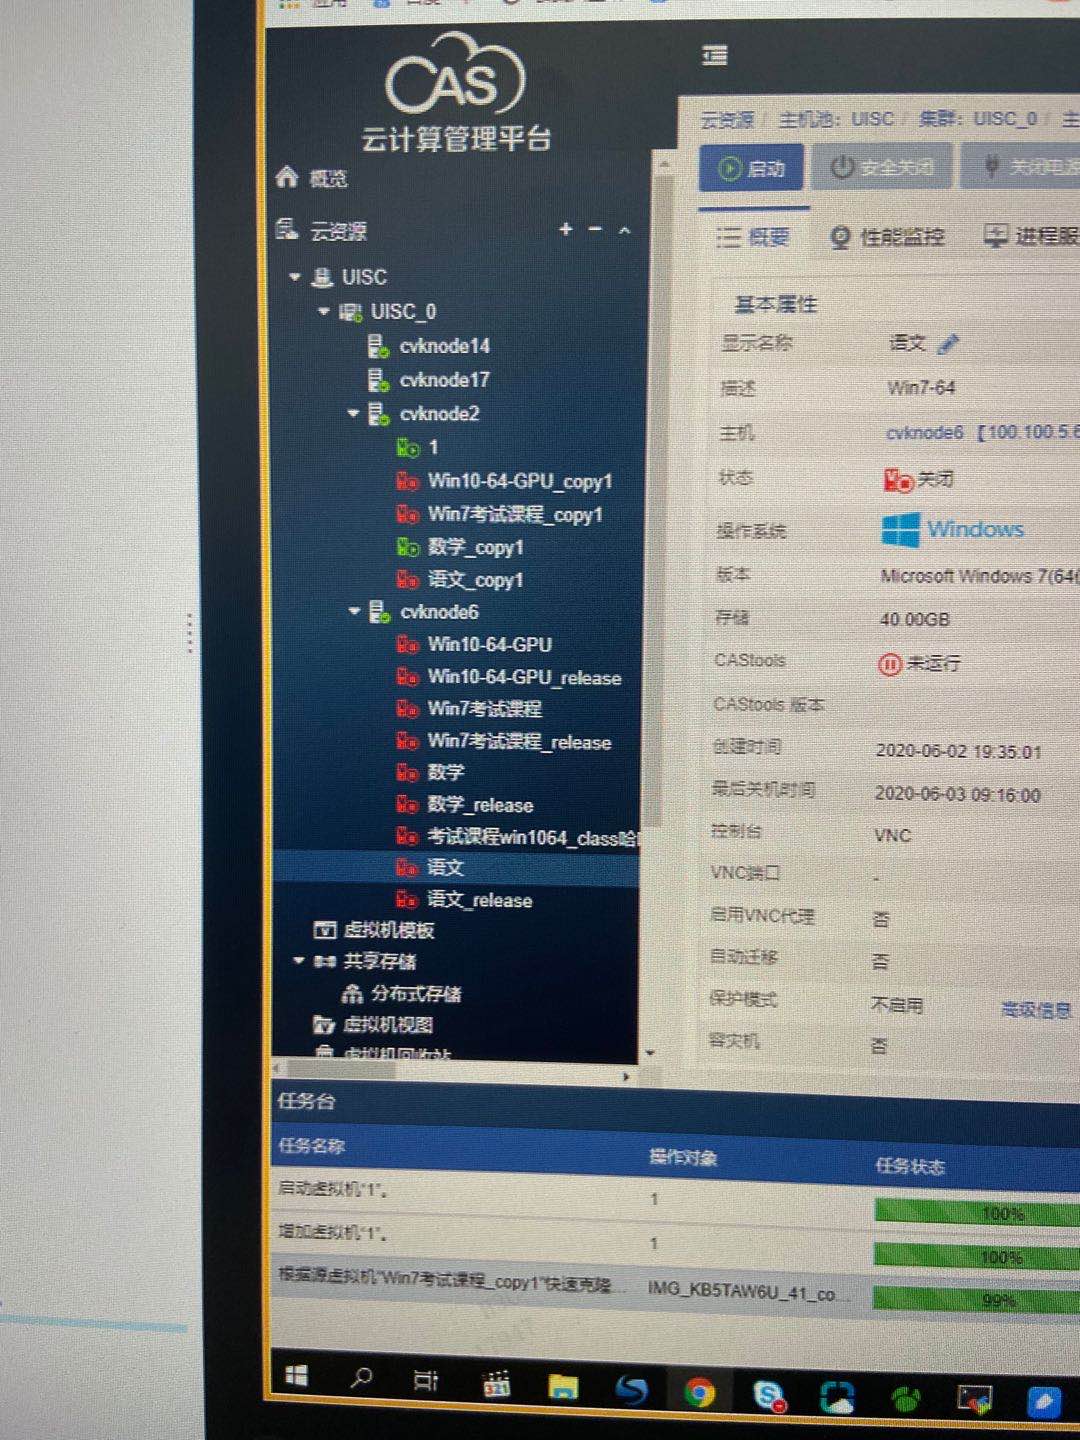 CAS
云计算管理平台
概览
云资源
UISC
UISC_0
cvknode14
cvknode17
cvknode2
1
Win10-64-GPU_copy1
Win7考试课程_copy1
数学_copy1
语文_copy1
cvknode6
Win10-64-GPU
Win10-64-GPU_release
Win7考试课程
Win7考试课程_release
数学
数学_release
考试课程win1064_class哈
语文
语文_release
虚拟机模板
共享存储
分布式存储
虚拟机视图
虚拟机回收站
云资源 / 主机池: UISC / 集群: UISC_0 / 主
启动 安全关闭 关闭电源
概要 性能监控 进程服
基本属性
显示名称 语文
描述 Win7-64
主机 cvknode6 【100.100.5.6
状态 关闭
操作系统 Windows
版本 Microsoft Windows 7(64
存储 40.00GB
CAStools 未运行
CAStools 版本
创建时间 2020-06-02 19:35:01
最后关机时间 2020-06-03 09:16:00
控制台 VNC
VNC端口 -
启用VNC代理 否
自动迁移 否
保护模式 不启用 高级信息
容灾机 否
任务台
任务名称 操作对象 任务状态
启动虚拟机"1"。 1 100%
增加虚拟机"1"。 1 100%
根据源虚拟机"Win7考试课程_copy1"快速克隆... IMG_KB5TAW6U_41_co... 99%
321